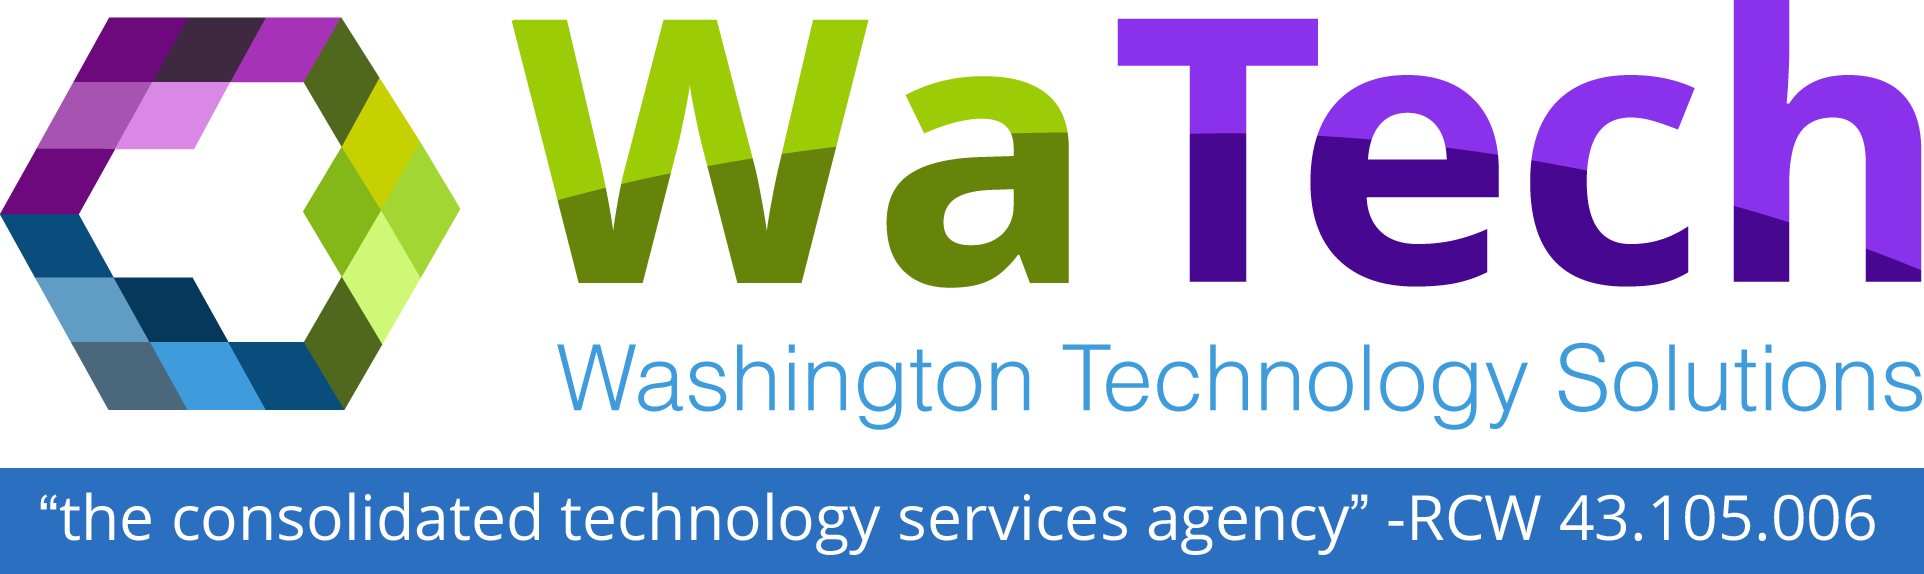 WaTech
Washington Technology Solutions
“the consolidated technology services agency” -RCW 43.105.006